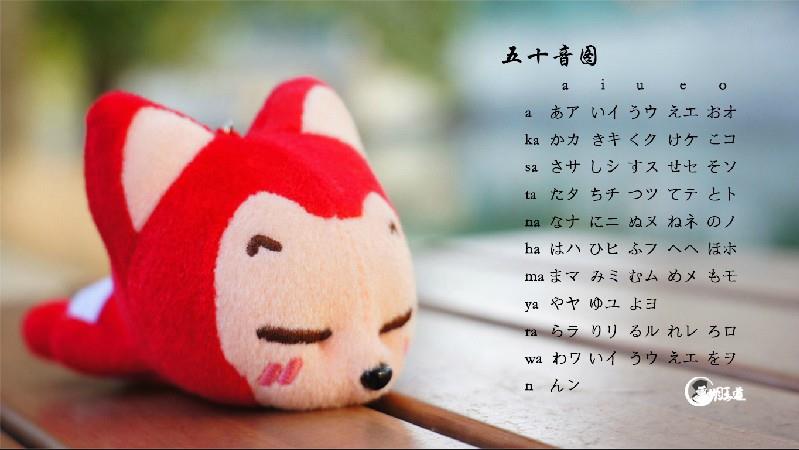 五十音图
a i u e o
a あア いイ うウ えエ おオ
ka かカ きキ くク けケ こコ
sa さサ しシ すス せセ そソ
ta たタ ちチ つツ てテ とト
na なナ にニ ぬヌ ねネ のノ
ha はハ ひヒ ふフ へヘ ほホ
ma まマ みミ むム めメ もモ
ya やヤ ゆユ よヨ
ra らラ りリ るル れレ ろロ
wa わワ いイ うウ えエ をヲ
n んン